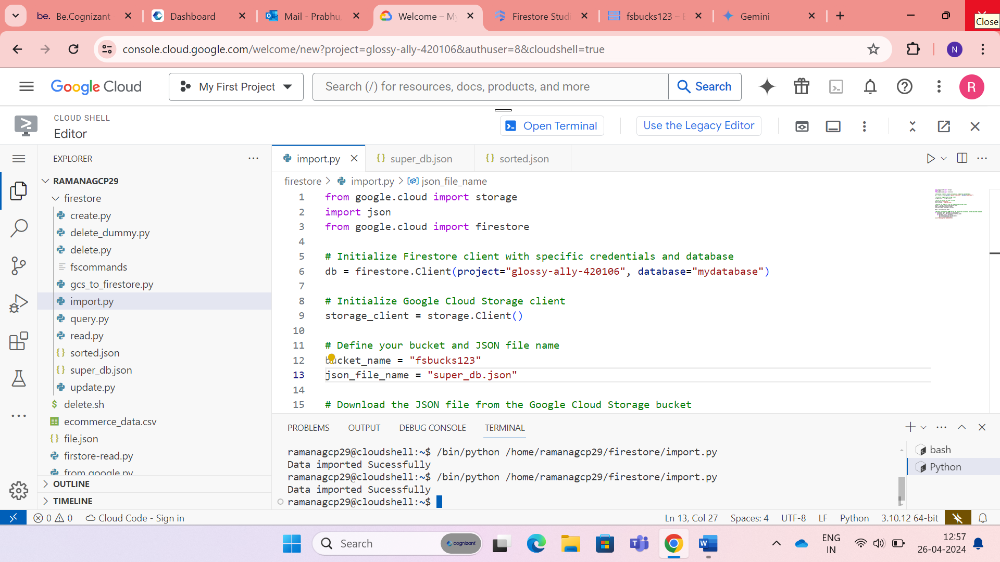 be. Be.Cognizant
Dashboard
Mail - Prabhu,
Welcome – My
Firestore Studi
fsbucks123 –
Gemini
Close
console.cloud.google.com/welcome/new?project=glossy-ally-420106&authuser=8&cloudshell=true
N
Google Cloud
My First Project
Search (/) for resources, docs, products, and more
Search
R
CLOUD SHELL
Editor
Open Terminal
Use the Legacy Editor
EXPLORER
RAMANAGCP29
firestore
create.py
delete_dummy.py
delete.py
fscommands
gcs_to_firestore.py
import.py
query.py
read.py
sorted.json
super_db.json
update.py
delete.sh
ecommerce_data.csv
file.json
firstore-read.py
from google.py
OUTLINE
TIMELINE
import.py
super_db.json
sorted.json
firestore > import.py > json_file_name
1 from google.cloud import storage
2 import json
3 from google.cloud import firestore
4
5 # Initialize Firestore client with specific credentials and database
6 db = firestore.Client(project="glossy-ally-420106", database="mydatabase")
7
8 # Initialize Google Cloud Storage client
9 storage_client = storage.Client()
10
11 # Define your bucket and JSON file name
12 bucket_name = "fsbucks123"
13 json_file_name = "super_db.json"
14
15 # Download the JSON file from the Google Cloud Storage bucket
PROBLEMS OUTPUT DEBUG CONSOLE TERMINAL
ramanagcp29@cloudshell:~$ /bin/python /home/ramanagcp29/firestore/import.py
Data imported Sucessfully
ramanagcp29@cloudshell:~$ /bin/python /home/ramanagcp29/firestore/import.py
Data imported Sucessfully
ramanagcp29@cloudshell:~$
bash
Python
0 0 Cloud Code - Sign in
Ln 13, Col 27 Spaces: 4 UTF-8 LF Python 3.10.12 64-bit
Search
cognizant
ENG
IN
12:57
26-04-2024